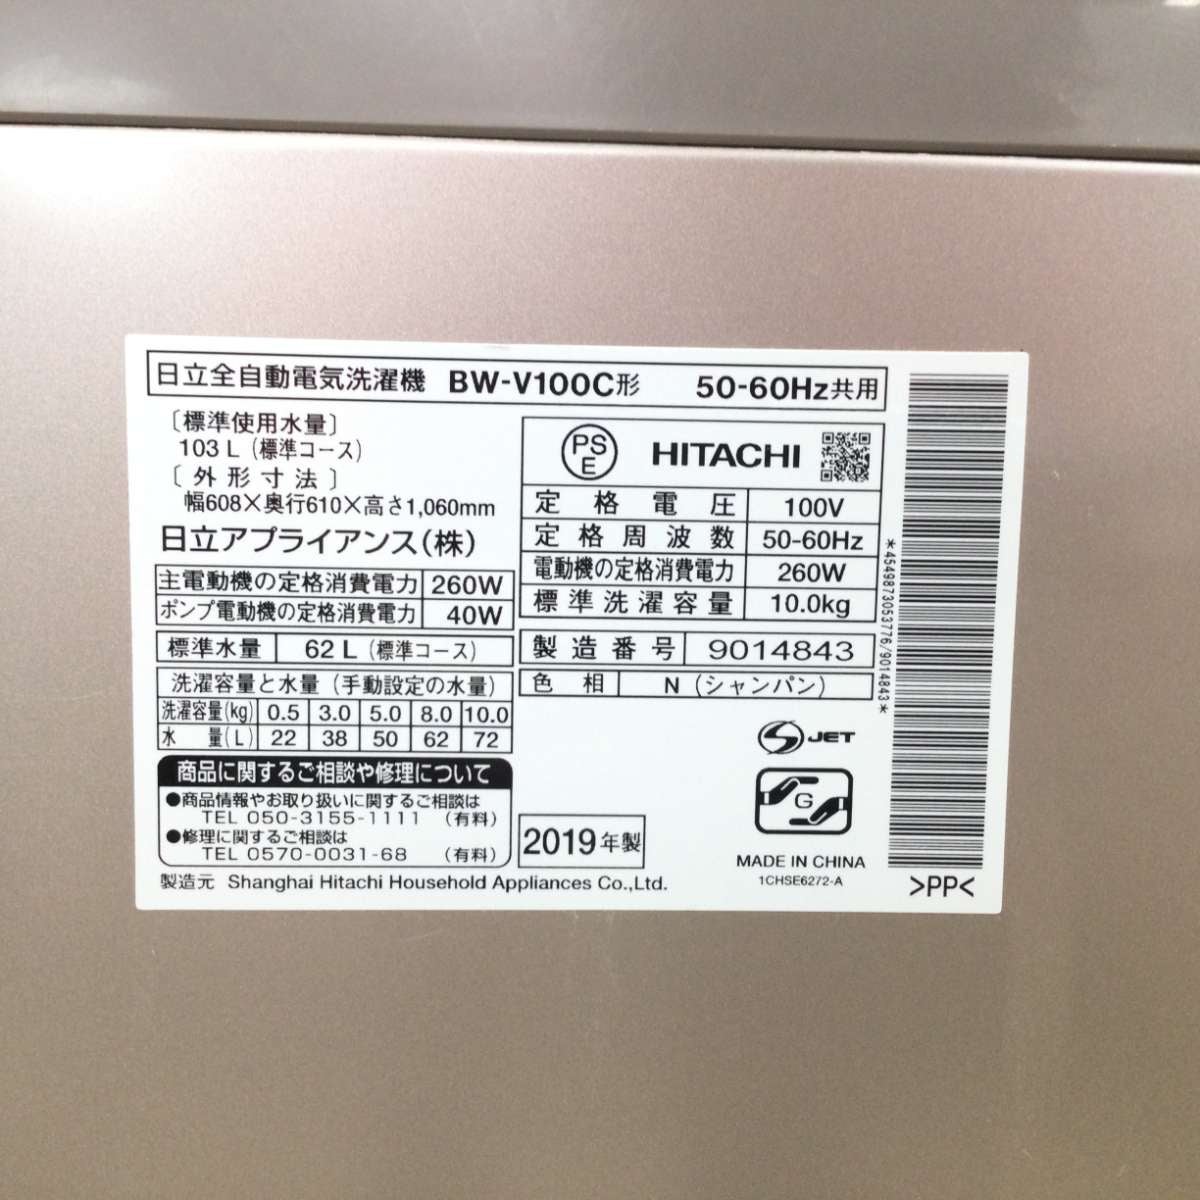 日立全自動電気洗濯機 BW-V100C形 50-60Hz共用
〔標準使用水量〕
103 L (標準コース)
〔外形寸法〕
幅608×奥行610×高さ1,060mm
日立アプライアンス(株)
主電動機の定格消費電力 260W
ポンプ電動機の定格消費電力 40W
標準水量 62 L (標準コース)
洗濯容量と水量 (手動設定の水量)
洗濯容量(kg) 0.5 3.0 5.0 8.0 10.0
水 量(L) 22 38 50 62 72
商品に関するご相談や修理について
●商品情報やお取り扱いに関するご相談は
TEL 050-3155-1111 (有料)
●修理に関するご相談は
TEL 0570-0031-68 (有料)
製造元 Shanghai Hitachi Household Appliances Co.,Ltd.
PS
E
HITACHI
定格電圧 100V
定格周波数 50-60Hz
電動機の定格消費電力 260W
標準洗濯容量 10.0kg
製造番号 9014843
色相 N (シャンパン)
S JET
G
2019年製
MADE IN CHINA
1CHSE6272-A
*4549873053776/9014843*
>PP<